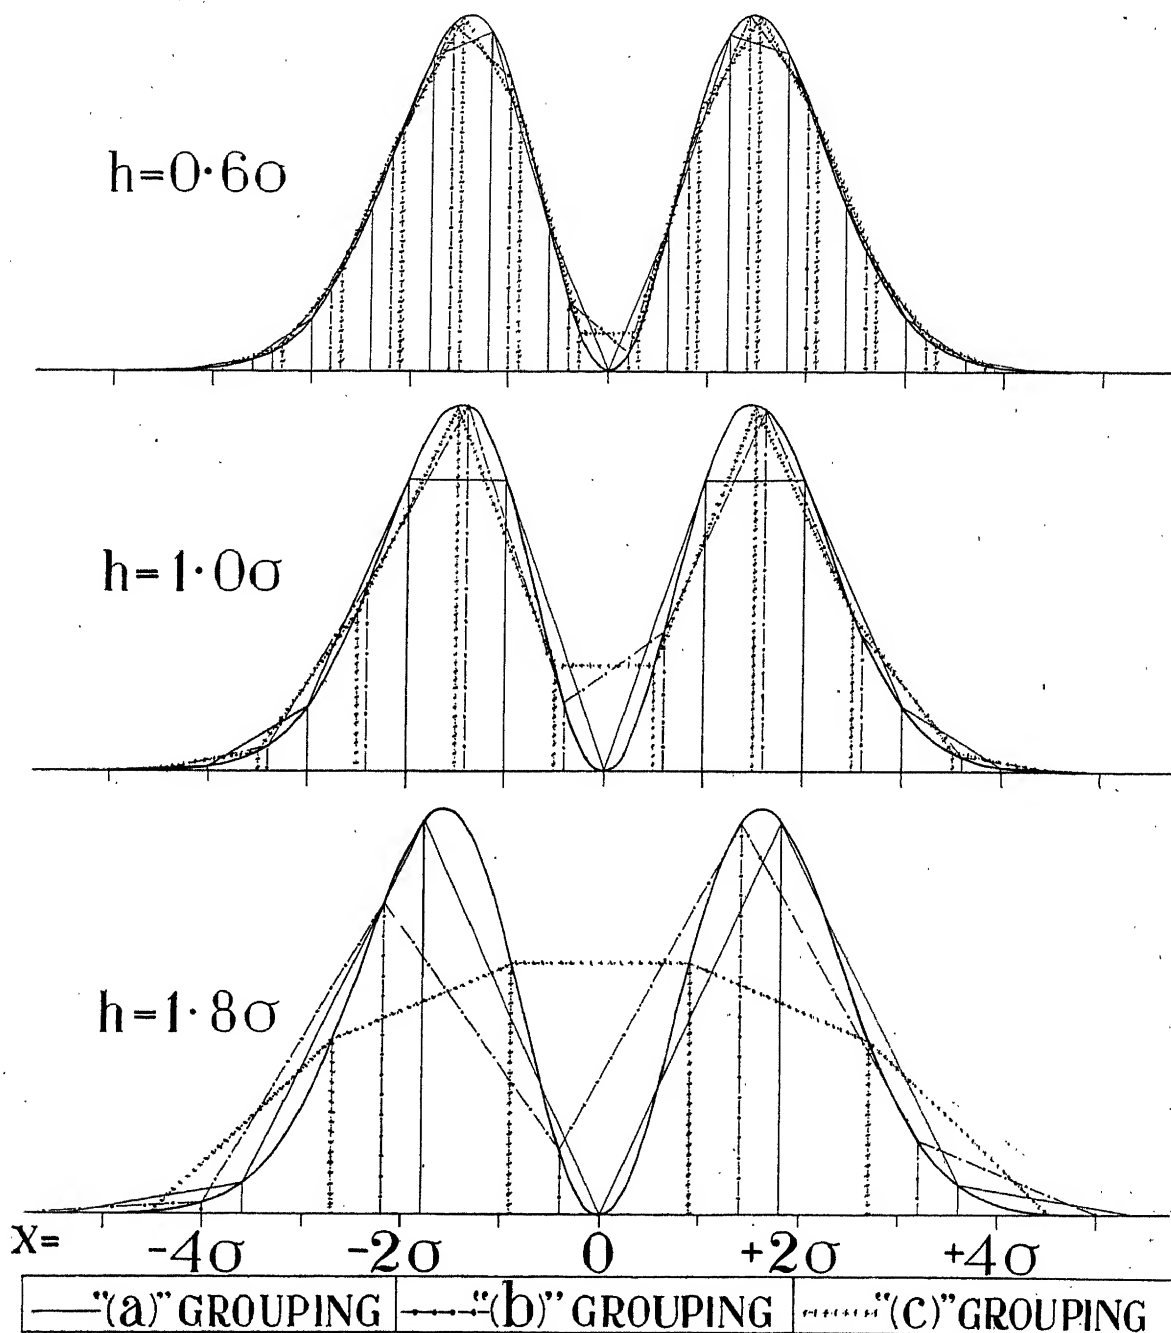 h=0·6σ
h=1·0σ
h=1·8σ
X= -4σ -2σ 0 +2σ +4σ
"(a)" GROUPING "(b)" GROUPING "(c)" GROUPING